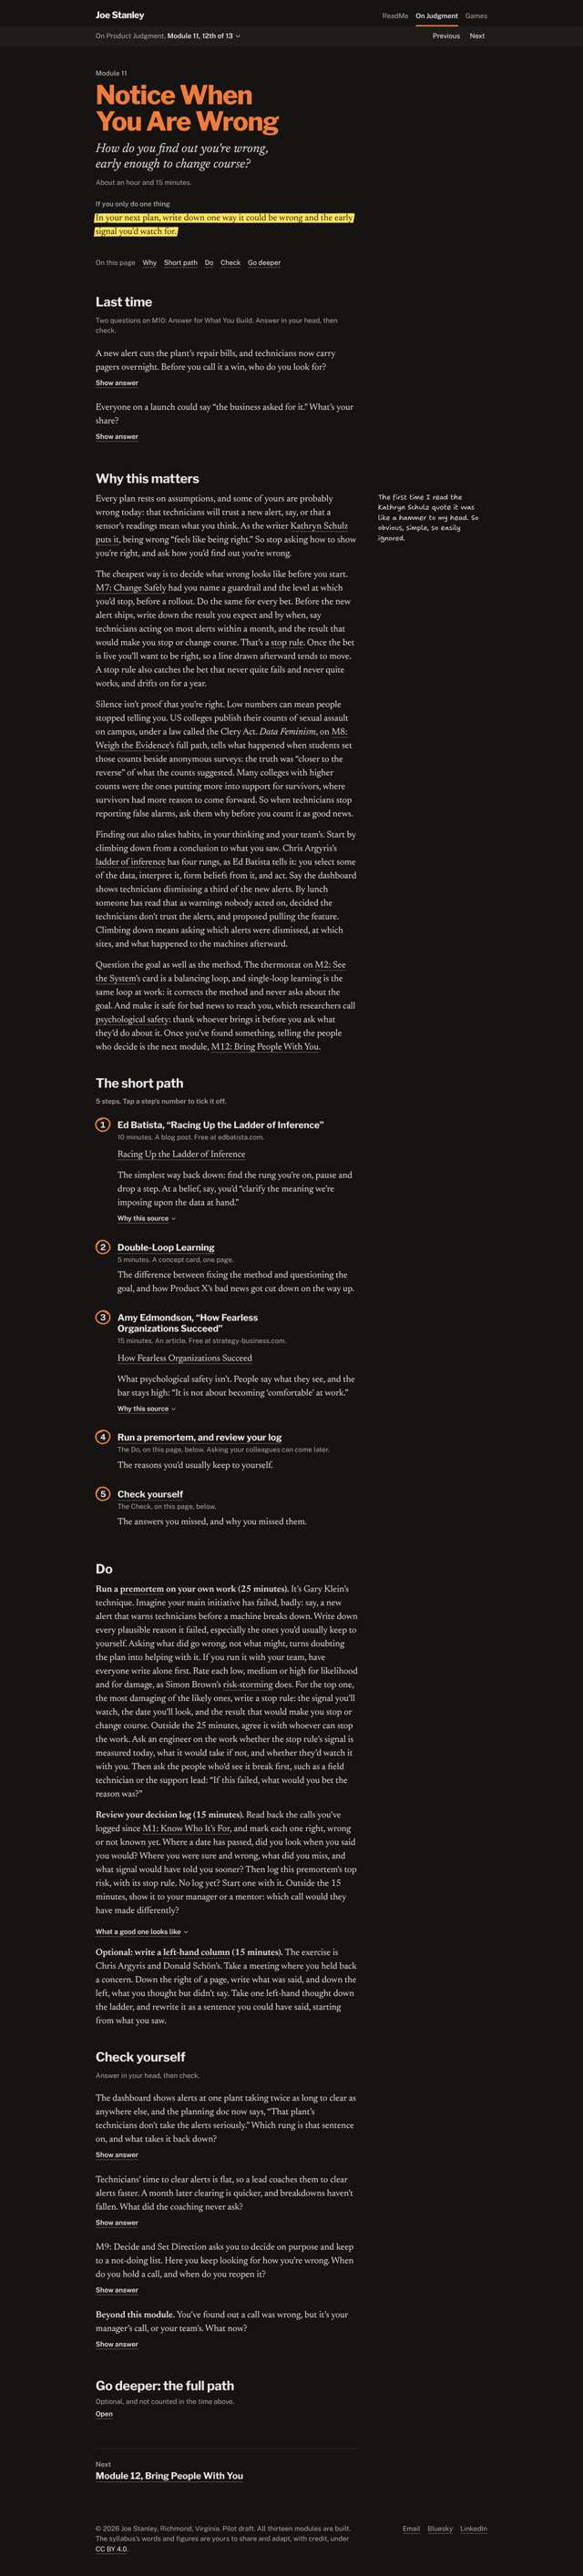 Joe Stanley
ReadMe On Judgment Games
On Product Judgment, Module 11, 12th of 13
Previous Next
Module 11
Notice When
You Are Wrong
How do you find out you're wrong,
early enough to change course?
About an hour and 15 minutes.
If you only do one thing
In your next plan, write down one way it could be wrong and the early
signal you'd watch for.
On this page Why Short path Do Check Go deeper
Last time
Two questions on M10: Answer for What You Build. Answer in your head, then
check.
A new alert cuts the plant's repair bills, and technicians now carry
pagers overnight. Before you call it a win, who do you look for?
Show answer
Everyone on a launch could say “the business asked for it.” What's your
share?
Show answer
Why this matters
Every plan rests on assumptions, and some of yours are probably
wrong today: that technicians will trust a new alert, say, or that a
sensor's readings mean what you think. As the writer Kathryn Schulz
puts it, being wrong “feels like being right.” So stop asking how to show
you're right, and ask how you'd find out you're wrong.
The first time I read the
Kathryn Schulz quote it was
like a hammer to my head. So
obvious, simple, so easily
ignored.
The cheapest way is to decide what wrong looks like before you start.
M7: Change Safely had you name a guardrail and the level at which
you'd stop, before a rollout. Do the same for every bet. Before the new
alert ships, write down the result you expect and by when, say
technicians acting on most alerts within a month, and the result that
would make you stop or change course. That's a stop rule. Once the bet
is live you'll want to be right, so a line drawn afterward tends to move.
A stop rule also catches the bet that never quite fails and never quite
works, and drifts on for a year.
Silence isn't proof that you're right. Low numbers can mean people
stopped telling you. US colleges publish their counts of sexual assault
on campus, under a law called the Clery Act. Data Feminism, on M8:
Weigh the Evidence's full path, tells what happened when students set
those counts beside anonymous surveys: the truth was “closer to the
reverse” of what the counts suggested. Many colleges with higher
counts were the ones putting more into support for survivors, where
survivors had more reason to come forward. So when technicians stop
reporting false alarms, ask them why before you count it as good news.
Finding out also takes habits, in your thinking and your team's. Start by
climbing down from a conclusion to what you saw. Chris Argyris's
ladder of inference has four rungs, as Ed Batista tells it: you select some
of the data, interpret it, form beliefs from it, and act. Say the dashboard
shows technicians dismissing a third of the new alerts. By lunch
someone has read that as warnings nobody acted on, decided the
technicians don't trust the alerts, and proposed pulling the feature.
Climbing down means asking which alerts were dismissed, at which
sites, and what happened to the machines afterward.
Question the goal as well as the method. The thermostat on M2: See
the System's card is a balancing loop, and single-loop learning is the
same loop at work: it corrects the method and never asks about the
goal. And make it safe for bad news to reach you, which researchers call
psychological safety: thank whoever brings it before you ask what
they'd do about it. Once you've found something, telling the people
who decide is the next module, M12: Bring People With You.
The short path
5 steps. Tap a step's number to tick it off.
1 Ed Batista, “Racing Up the Ladder of Inference”
10 minutes. A blog post. Free at edbatista.com.
Racing Up the Ladder of Inference
The simplest way back down: find the rung you're on, pause and
drop a step. At a belief, say, you'd “clarify the meaning we're
imposing upon the data at hand.”
Why this source
2 Double-Loop Learning
5 minutes. A concept card, one page.
The difference between fixing the method and questioning the
goal, and how Product X's bad news got cut down on the way up.
3 Amy Edmondson, “How Fearless
Organizations Succeed”
15 minutes. An article. Free at strategy-business.com.
How Fearless Organizations Succeed
What psychological safety isn't. People say what they see, and the
bar stays high: “It is not about becoming ‘comfortable’ at work.”
Why this source
4 Run a premortem, and review your log
The Do, on this page, below. Asking your colleagues can come later.
The reasons you'd usually keep to yourself.
5 Check yourself
The Check, on this page, below.
The answers you missed, and why you missed them.
Do
Run a premortem on your own work (25 minutes). It's Gary Klein's
technique. Imagine your main initiative has failed, badly: say, a new
alert that warns technicians before a machine breaks down. Write down
every plausible reason it failed, especially the ones you'd usually keep to
yourself. Asking what did go wrong, not what might, turns doubting
the plan into helping with it. If you run it with your team, have
everyone write alone first. Rate each low, medium or high for likelihood
and for damage, as Simon Brown's risk-storming does. For the top one,
the most damaging of the likely ones, write a stop rule: the signal you'll
watch, the date you'll look, and the result that would make you stop or
change course. Outside the 25 minutes, agree it with whoever can stop
the work. Ask an engineer on the work whether the stop rule's signal is
measured today, what it would take if not, and whether they'd watch it
with you. Then ask the people who'd see it break first, such as a field
technician or the support lead: “If this failed, what would you bet the
reason was?”
Review your decision log (15 minutes). Read back the calls you've
logged since M1: Know Who It's For, and mark each one right, wrong
or not known yet. Where a date has passed, did you look when you said
you would? Where you were sure and wrong, what did you miss, and
what signal would have told you sooner? Then log this premortem's top
risk, with its stop rule. No log yet? Start one with it. Outside the 15
minutes, show it to your manager or a mentor: which call would they
have made differently?
What a good one looks like
Optional: write a left-hand column (15 minutes). The exercise is
Chris Argyris and Donald Schön's. Take a meeting where you held back
a concern. Down the right of a page, write what was said, and down the
left, what you thought but didn't say. Take one left-hand thought down
the ladder, and rewrite it as a sentence you could have said, starting
from what you saw.
Check yourself
Answer in your head, then check.
The dashboard shows alerts at one plant taking twice as long to clear as
anywhere else, and the planning doc now says, “That plant's
technicians don't take the alerts seriously.” Which rung is that sentence
on, and what takes it back down?
Show answer
Technicians' time to clear alerts is flat, so a lead coaches them to clear
alerts faster. A month later clearing is quicker, and breakdowns haven't
fallen. What did the coaching never ask?
Show answer
M9: Decide and Set Direction asks you to decide on purpose and keep
to a not-doing list. Here you keep looking for how you're wrong. When
do you hold a call, and when do you reopen it?
Show answer
Beyond this module. You've found out a call was wrong, but it's your
manager's call, or your team's. What now?
Show answer
Go deeper: the full path
Optional, and not counted in the time above.
Open
Next
Module 12, Bring People With You
© 2026 Joe Stanley, Richmond, Virginia. Pilot draft. All thirteen modules are built.
The syllabus's words and figures are yours to share and adapt, with credit, under
CC BY 4.0.
Email Bluesky LinkedIn